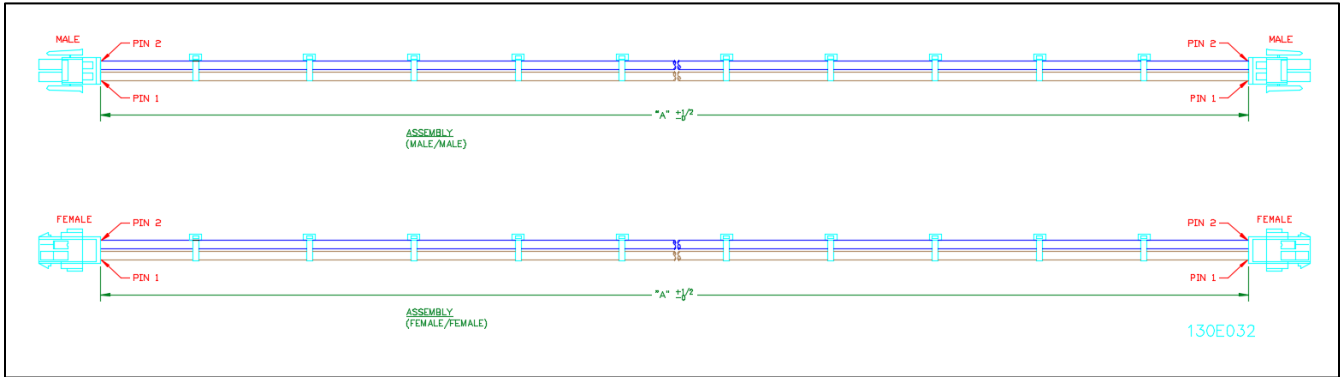 MALE
PIN 2
PIN 2
MALE
PIN 1
PIN 1
"A" +1/2 -0
ASSEMBLY
(MALE/MALE)
FEMALE
PIN 2
PIN 2
FEMALE
PIN 1
PIN 1
"A" +1/2 -0
ASSEMBLY
(FEMALE/FEMALE)
130E032